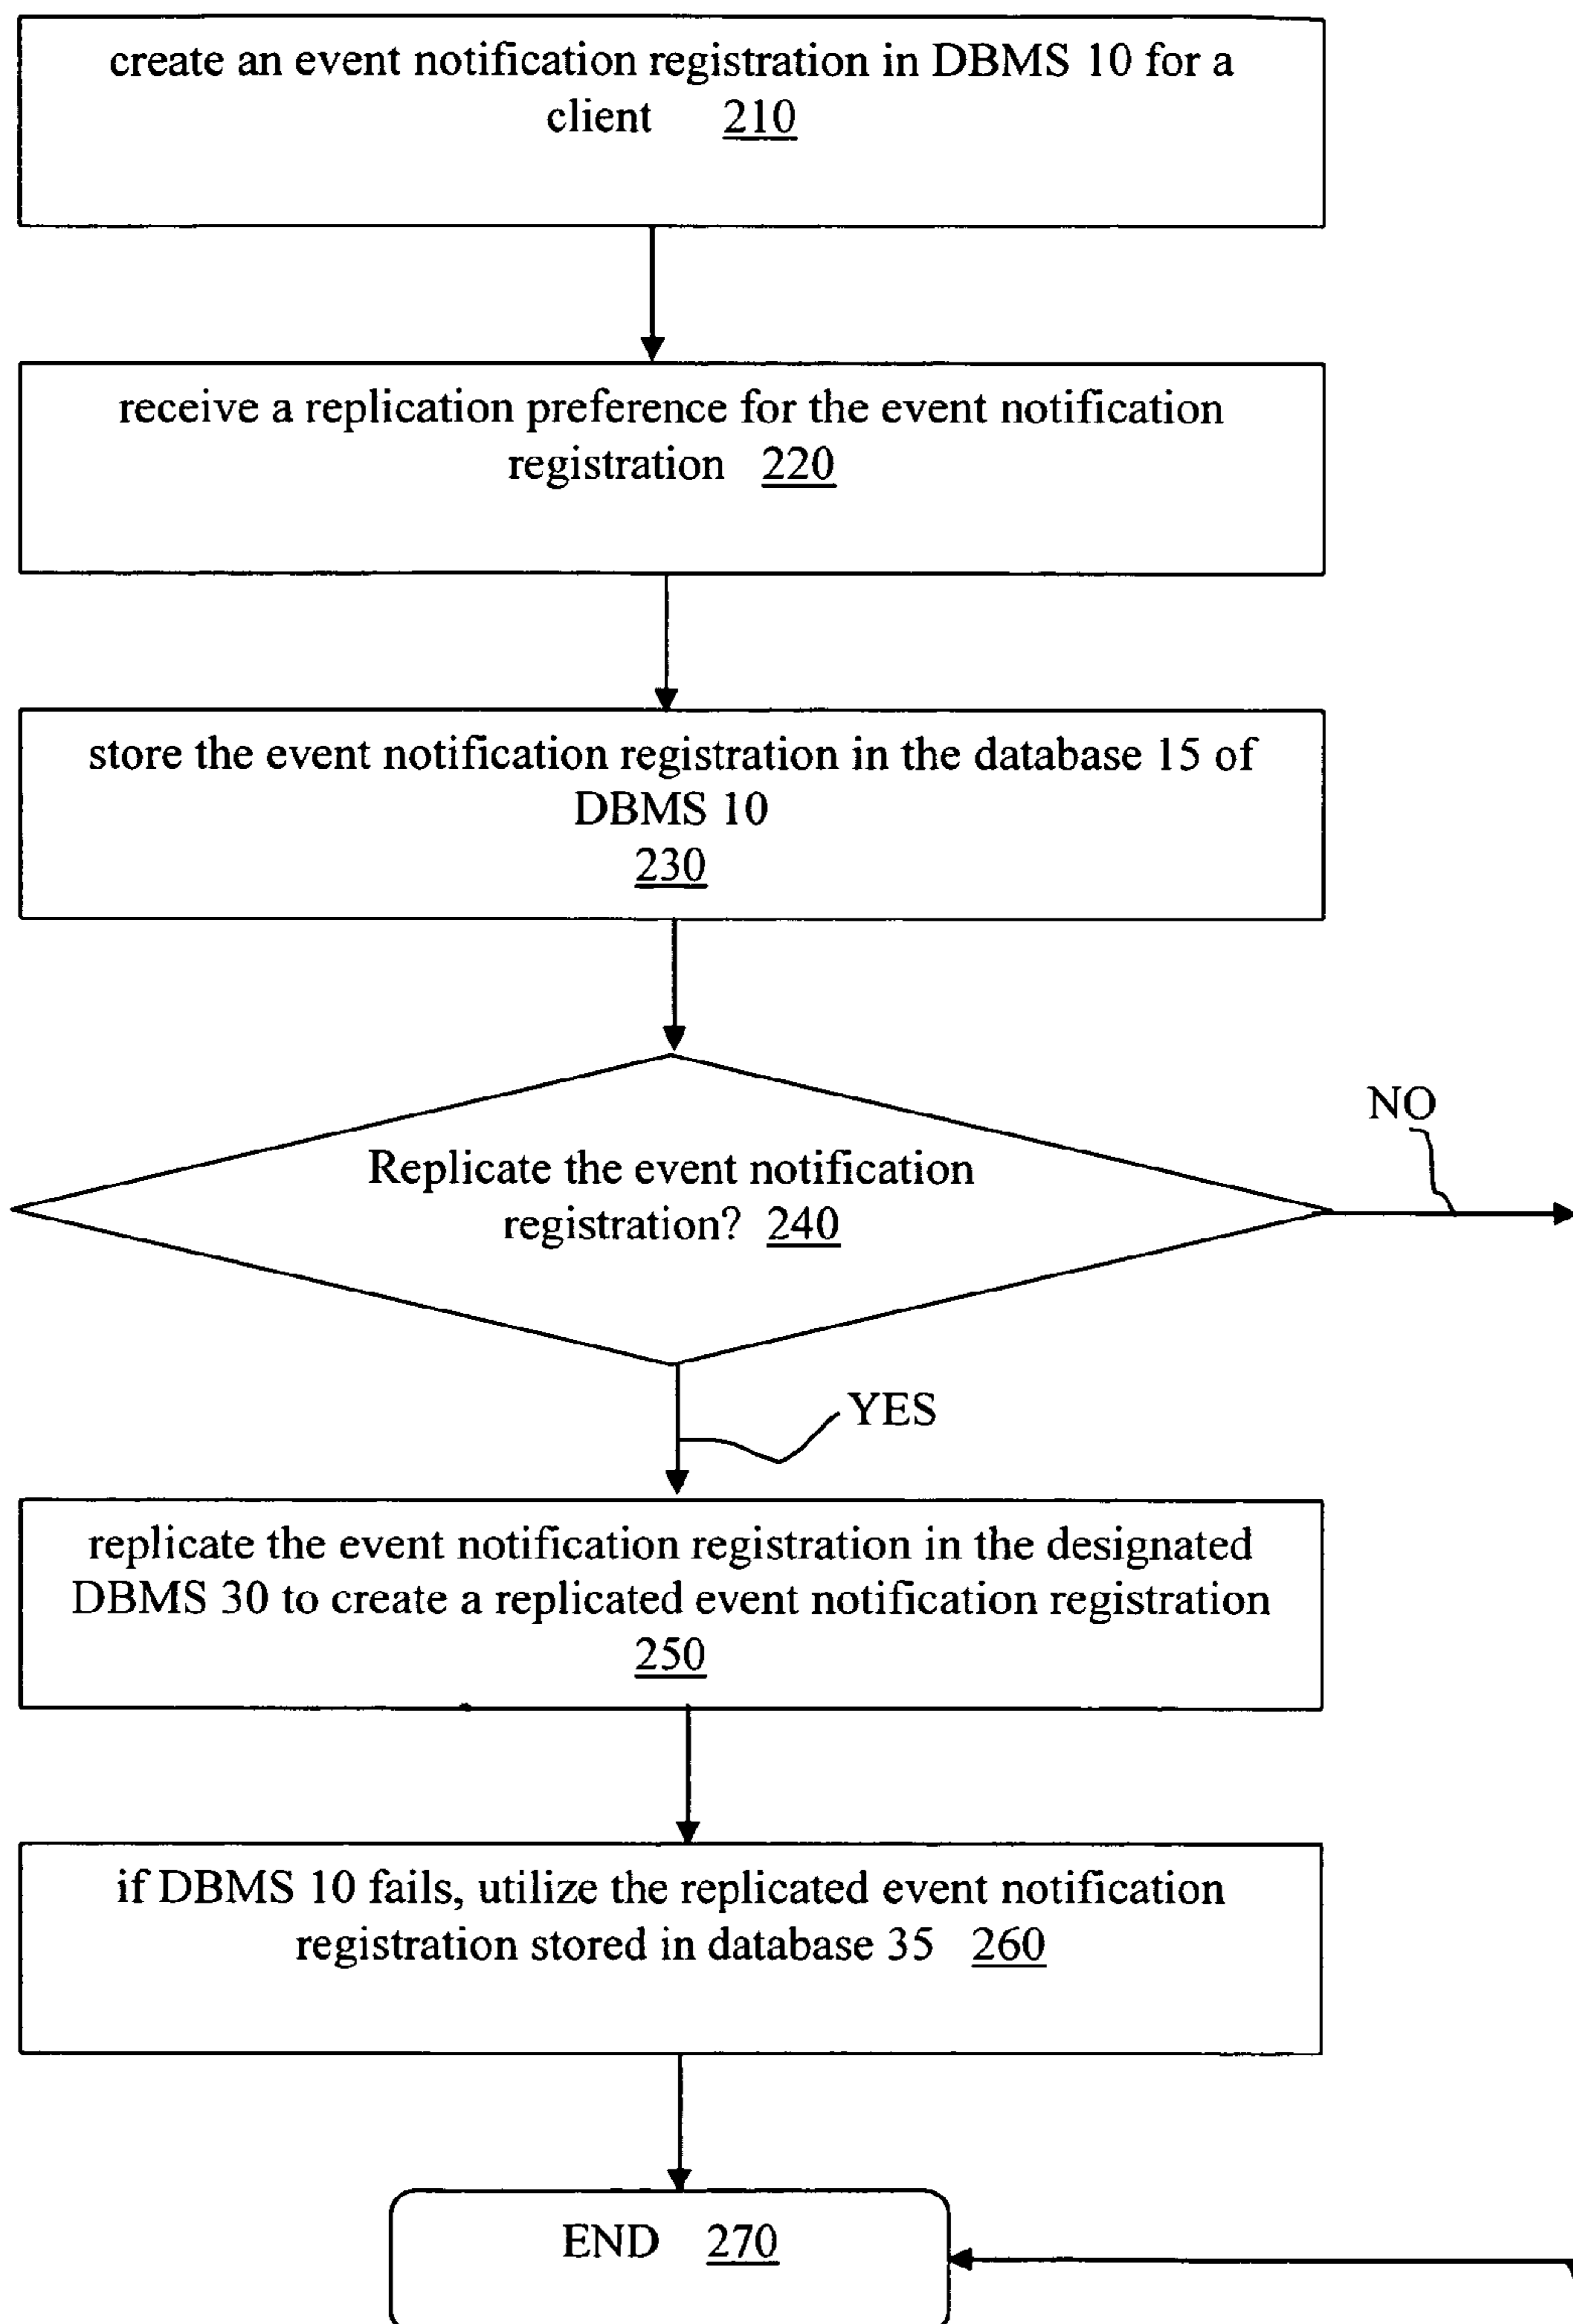 create an event notification registration in DBMS 10 for a
client 210
receive a replication preference for the event notification
registration 220
store the event notification registration in the database 15 of
DBMS 10
230
NO
Replicate the event notification
registration? 240
YES
replicate the event notification registration in the designated
DBMS 30 to create a replicated event notification registration
250
if DBMS 10 fails, utilize the replicated event notification
registration stored in database 35 260
END 270